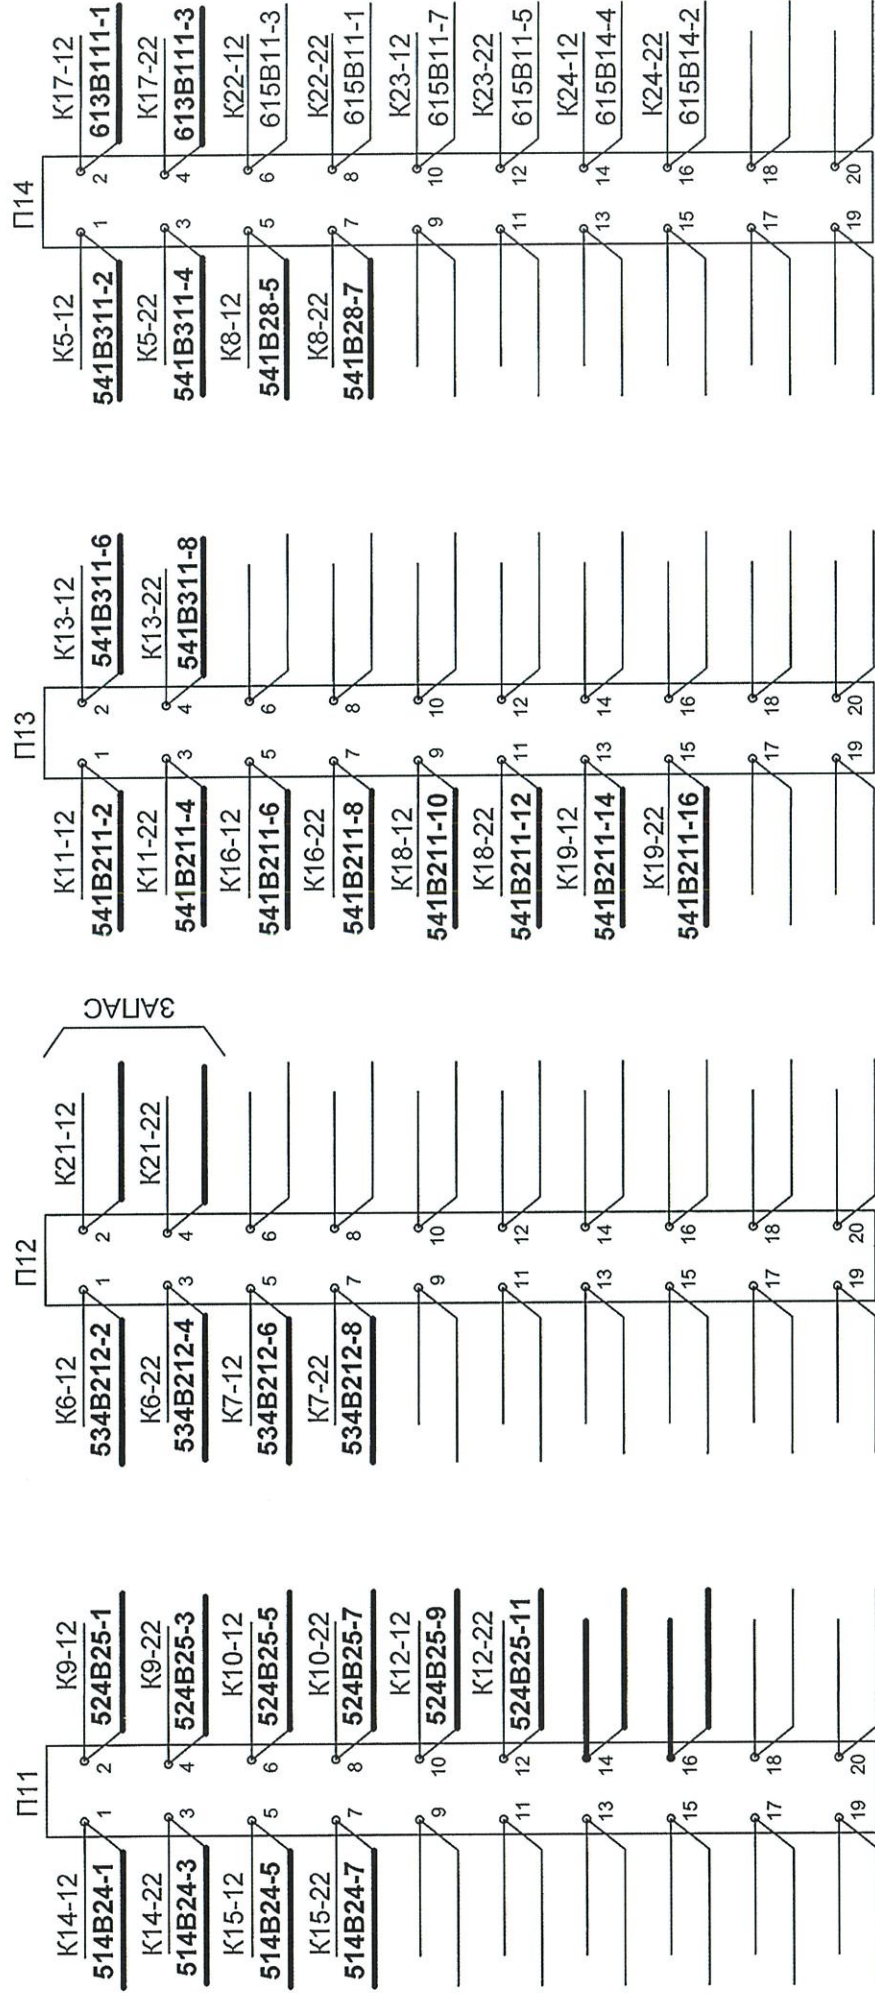 П11
К14-12
514В24-1
1
2
К9-12
524В25-1
К14-22
514В24-3
3
4
К9-22
524В25-3
К15-12
514В24-5
5
6
К10-12
524В25-5
К15-22
514В24-7
7
8
К10-22
524В25-7
9
10
К12-12
524В25-9
11
12
К12-22
524В25-11
13
14
15
16
17
18
19
20
П12
К6-12
534В212-2
1
2
К21-12
К6-22
534В212-4
3
4
К21-22
ЗАПАС
К7-12
534В212-6
5
6
К7-22
534В212-8
7
8
9
10
11
12
13
14
15
16
17
18
19
20
П13
К11-12
541В211-2
1
2
К13-12
541В311-6
К11-22
541В211-4
3
4
К13-22
541В311-8
К16-12
541В211-6
5
6
К16-22
541В211-8
7
8
К18-12
541В211-10
9
10
К18-22
541В211-12
11
12
К19-12
541В211-14
13
14
К19-22
541В211-16
15
16
17
18
19
20
П14
К5-12
541В311-2
1
2
К17-12
613В111-1
К5-22
541В311-4
3
4
К17-22
613В111-3
К8-12
541В28-5
5
6
К22-12
615В11-3
К8-22
541В28-7
7
8
К22-22
615В11-1
9
10
К23-12
615В11-7
11
12
К23-22
615В11-5
13
14
К24-12
615В14-4
15
16
К24-22
615В14-2
17
18
19
20